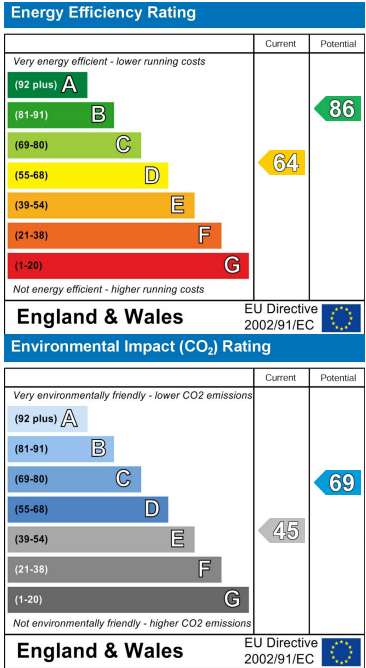 Energy Efficiency Rating
Current Potential
Very energy efficient - lower running costs
(92 plus) A
(81-91) B
86
(69-80) C
64
(55-68) D
(39-54) E
(21-38) F
(1-20) G
Not energy efficient - higher running costs
England & Wales
EU Directive
2002/91/EC
Environmental Impact (CO₂) Rating
Current Potential
Very environmentally friendly - lower CO2 emissions
(92 plus) A
(81-91) B
(69-80) C
69
(55-68) D
(39-54) E
45
(21-38) F
(1-20) G
Not environmentally friendly - higher CO2 emissions
England & Wales
EU Directive
2002/91/EC